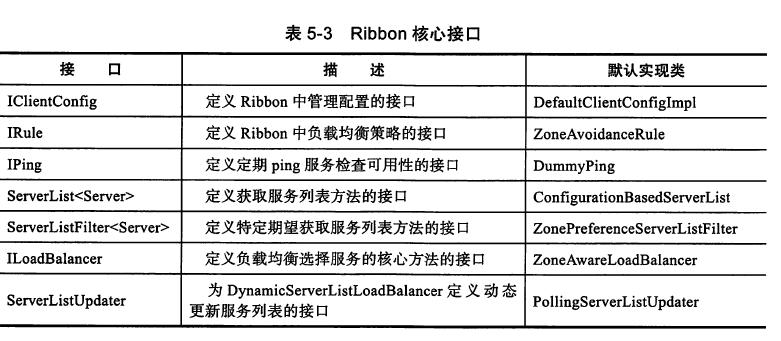 表 5-3 Ribbon 核心接口
接 口 描 述 默认实现类
IClientConfig 定义 Ribbon 中管理配置的接口 DefaultClientConfigImpl
IRule 定义 Ribbon 中负载均衡策略的接口 ZoneAvoidanceRule
IPing 定义定期 ping 服务检查可用性的接口 DummyPing
ServerList<Server> 定义获取服务列表方法的接口 ConfigurationBasedServerList
ServerListFilter<Server> 定义特定期望获取服务列表方法的接口 ZonePreferenceServerListFilter
ILoadBalancer 定义负载均衡选择服务的核心方法的接口 ZoneAwareLoadBalancer
ServerListUpdater 为 DynamicServerListLoadBalancer 定义动态
更新服务列表的接口 PollingServerListUpdater